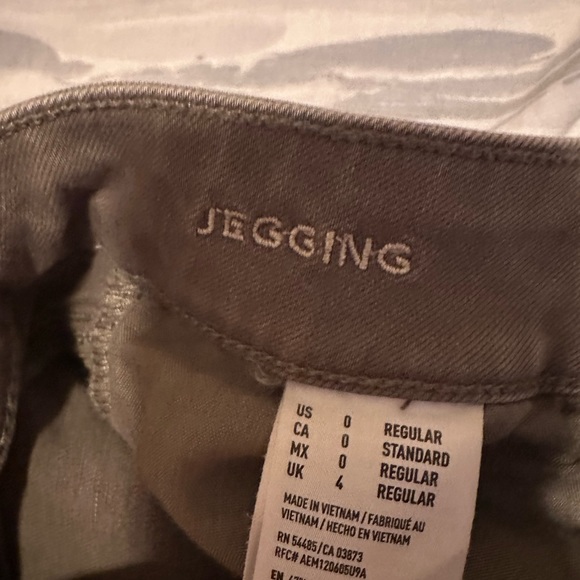 JEGGING
US 0 REGULAR
CA 0 STANDARD
MX 0 REGULAR
UK 4 REGULAR
MADE IN VIETNAM / FABRIQUÉ AU
VIETNAM / HECHO EN VIETNAM
RN 54485/CA 03873
RFC# AEM120605U9A
EN